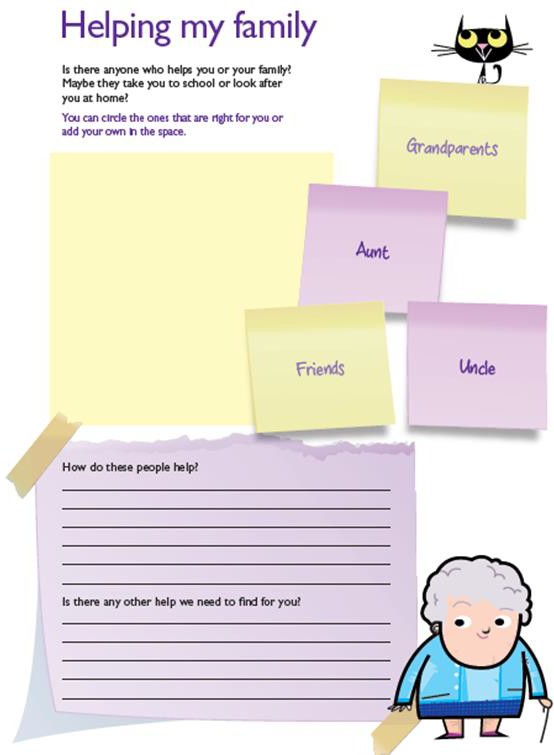 Helping my family
Is there anyone who helps you or your family?
Maybe they take you to school or look after
you at home?
You can circle the ones that are right for you or
add your own in the space.
Grandparents
Aunt
Friends
Uncle
How do these people help?
Is there any other help we need to find for you?